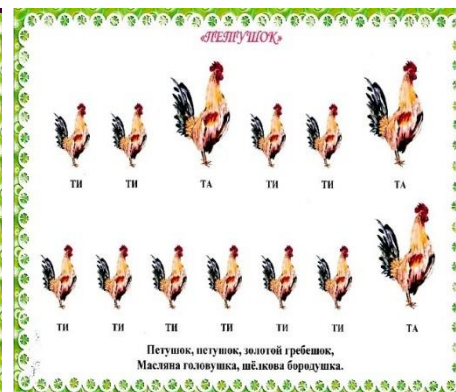 «ПЕТУШОК»
ТИ ТИ ТА ТИ ТИ ТА
ТИ ТИ ТИ ТИ ТИ ТИ ТА
Петушок, петушок, золотой гребешок,
Масляна головушка, шёлкова бородушка.